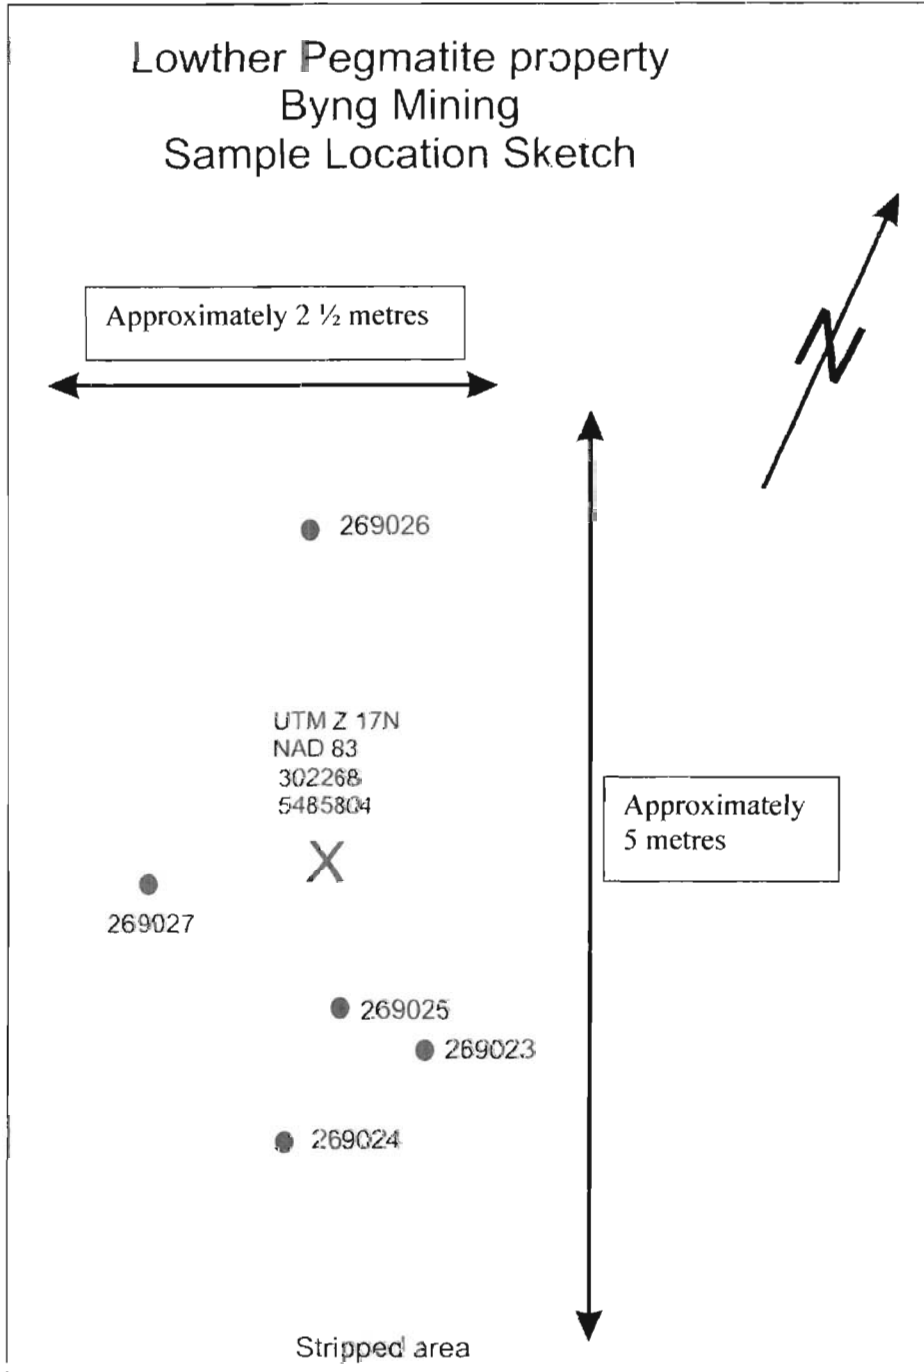 Lowther Pegmatite property
Byng Mining
Sample Location Sketch
N
Approximately 2 ½ metres
269026
UTM Z 17N
NAD 83
302268
5485804
X
Approximately
5 metres
269027
269025
269023
269024
Stripped area